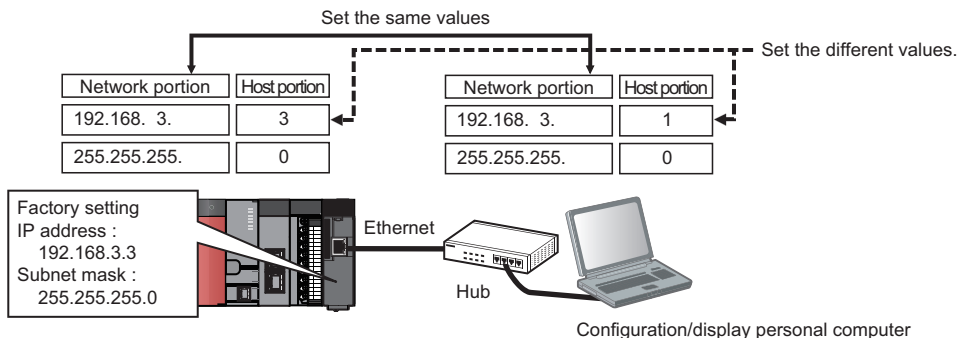 Set the same values
Set the different values.
Network portion Host portion
192.168. 3. 3
255.255.255. 0
Network portion Host portion
192.168. 3. 1
255.255.255. 0
Factory setting
IP address :
192.168.3.3
Subnet mask :
255.255.255.0
Ethernet
Hub
Configuration/display personal computer